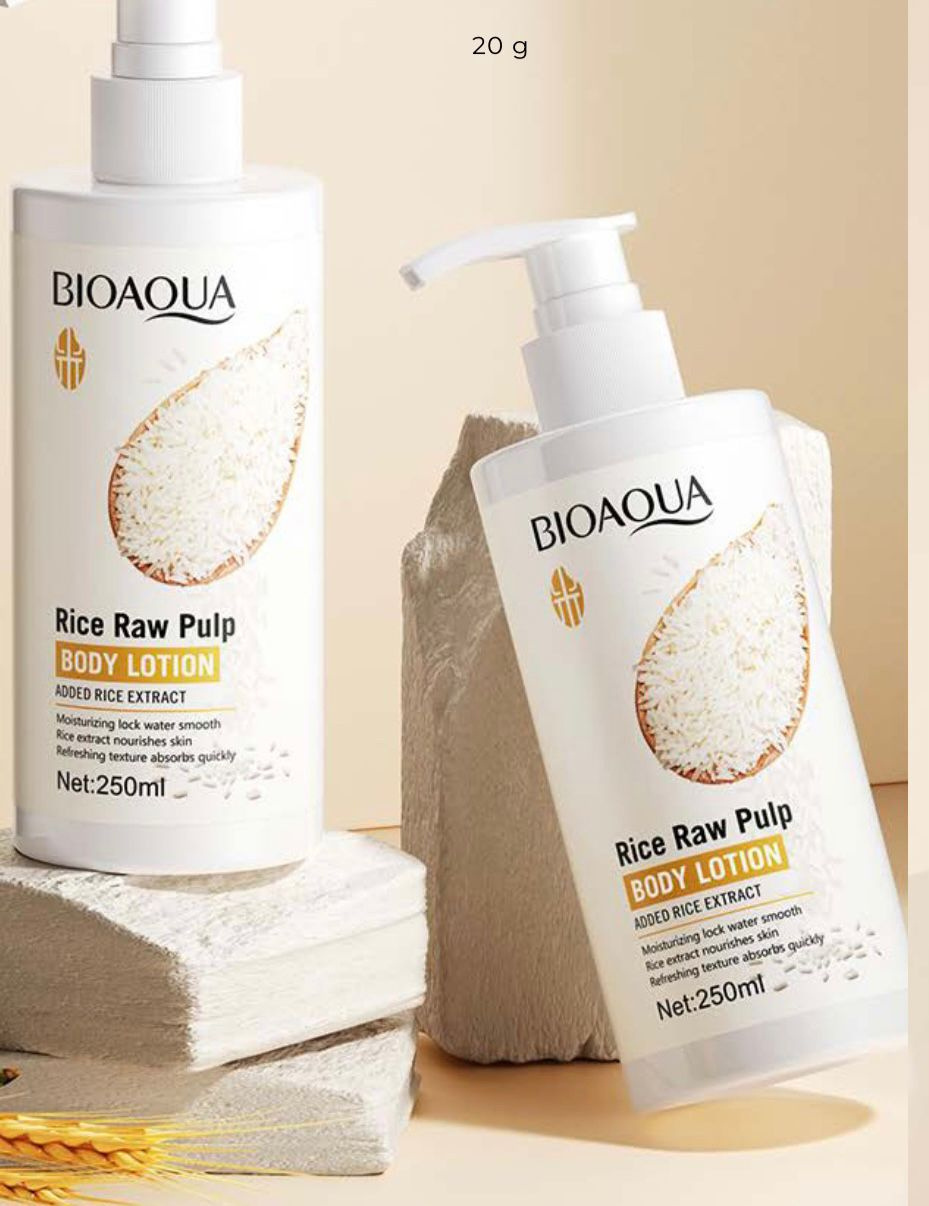 20 g
BIOAQUA
Rice Raw Pulp
BODY LOTION
ADDED RICE EXTRACT
Moisturizing lock water smooth
Rice extract nourishes skin
Refreshing texture absorbs quickly
Net:250ml
BIOAQUA
Rice Raw Pulp
BODY LOTION
ADDED RICE EXTRACT
Moisturizing lock water smooth
Rice extract nourishes skin
Refreshing texture absorbs quickly
Net:250ml